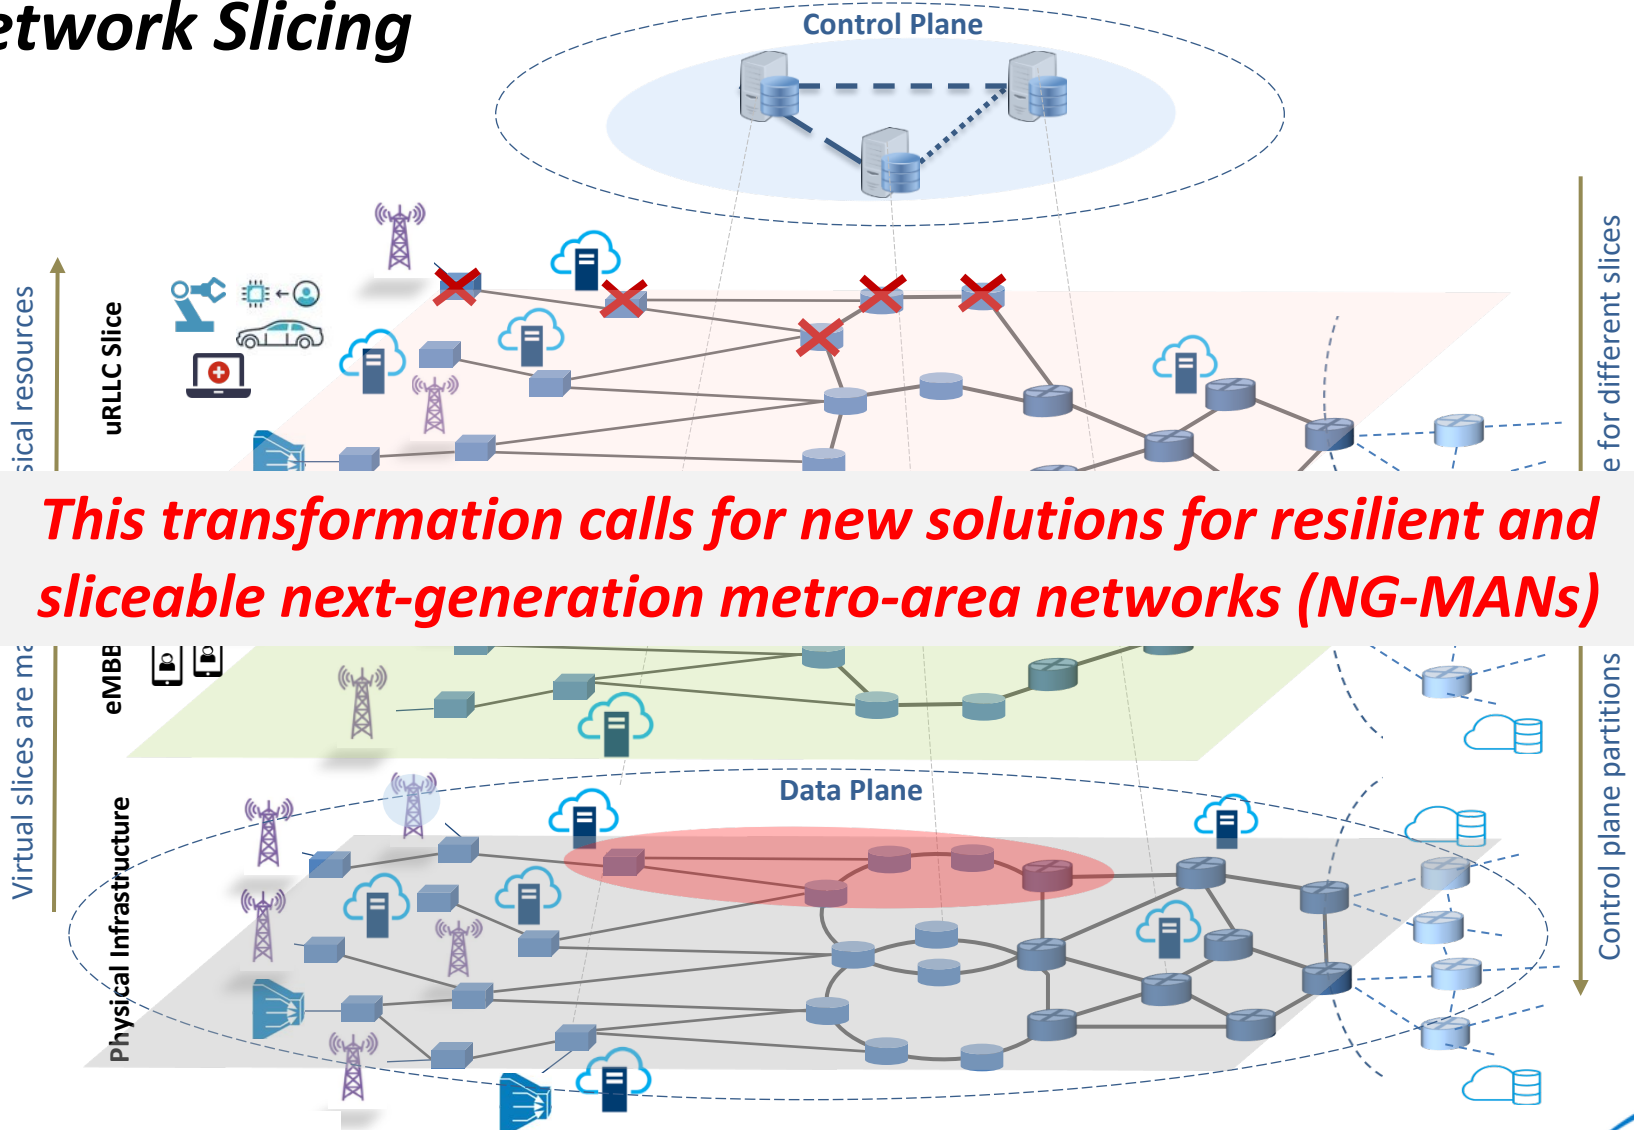 etwork Slicing
Control Plane
uRLLC Slice
sical resources
e for different slices
This transformation calls for new solutions for resilient and
sliceable next-generation metro-area networks (NG-MANs)
eMBB
Virtual slices are ma
Control plane partitions
Data Plane
Physical Infrastructure